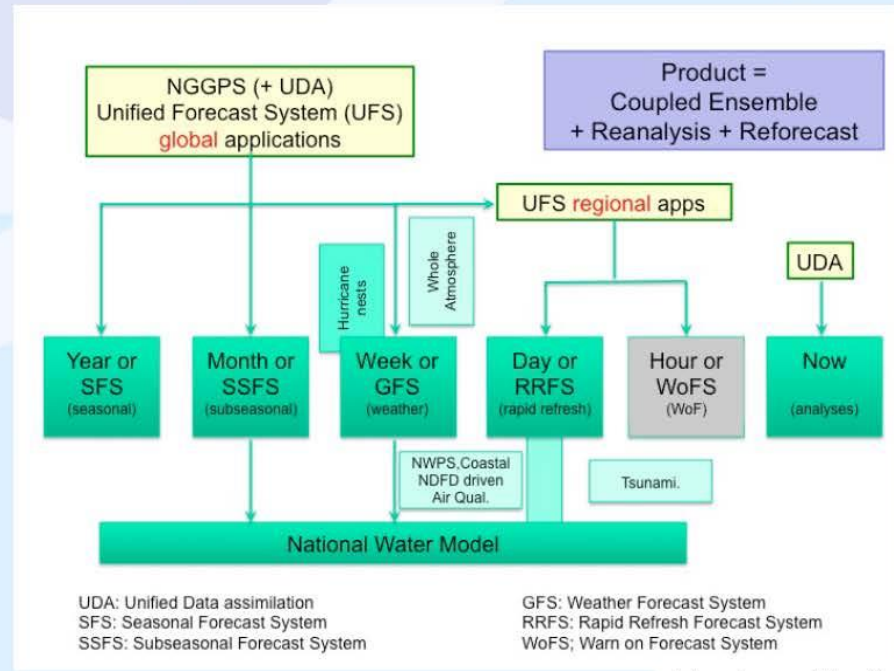 NGGPS (+ UDA)
Unified Forecast System (UFS)
global applications
Product =
Coupled Ensemble
+ Reanalysis + Reforecast
UFS regional apps
UDA
Hurricane
nests
Whole
Atmosphere
Year or
SFS
(seasonal)
Month or
SSFS
(subseasonal)
Week or
GFS
(weather)
Day or
RRFS
(rapid refresh)
Hour or
WoFS
(WoF)
Now
(analyses)
NWPS,Coastal
NDFD driven
Air Qual.
Tsunami.
National Water Model
UDA: Unified Data assimilation
SFS: Seasonal Forecast System
SSFS: Subseasonal Forecast System
GFS: Weather Forecast System
RRFS: Rapid Refresh Forecast System
WoFS; Warn on Forecast System